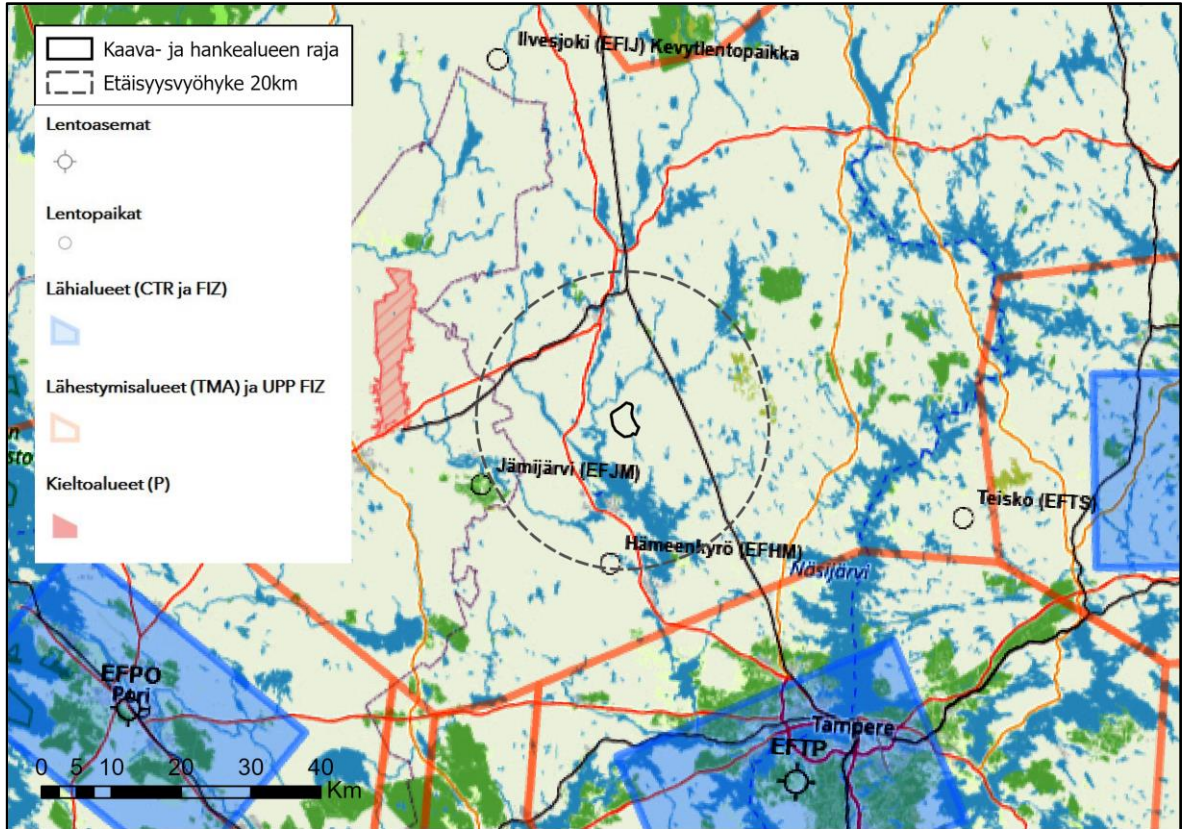 Kaava- ja hankealueen raja
Etäisyysvyöhyke 20km
Lentoasemat
Lentopaikat
Lähialueet (CTR ja FIZ)
Lähestymisalueet (TMA) ja UPP FIZ
Kieltoalueet (P)
Ilvesjoki (EFIJ) Kevytlentopaikka
Jämijärvi (EFJM)
Teisko (EFTS)
Hämeenkyrö (EFHM)
Näsijärvi
EFPO
Pori
Tampere
EFTP
0 5 10 20 30 40
Km